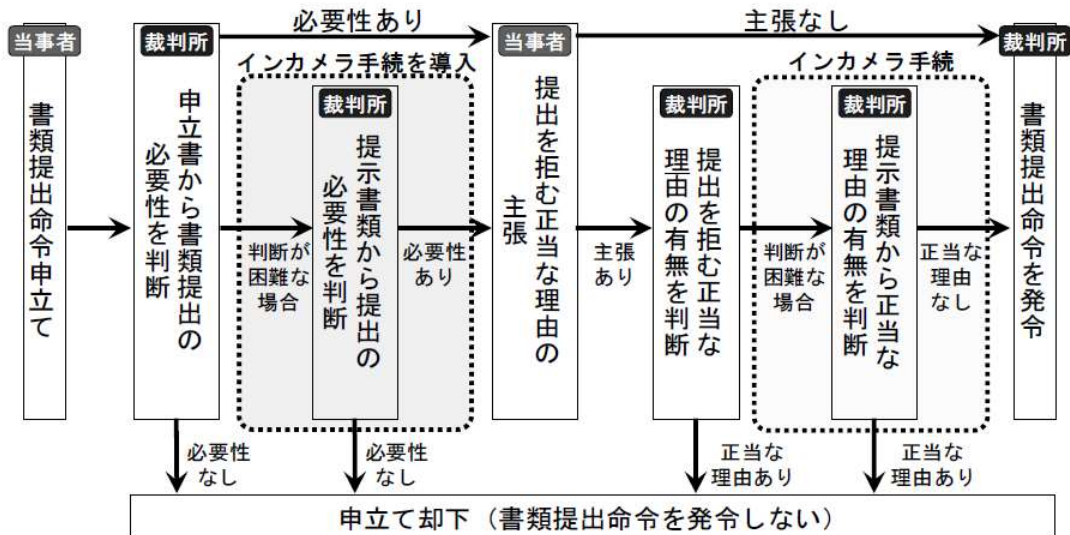 必要性あり
主張なし
当事者
書類提出命令申立て
裁判所
申立書から書類提出の
必要性を判断
インカメラ手続を導入
判断が
困難な
場合
裁判所
提示書類から提出の
必要性を判断
必要性
あり
当事者
提出を拒む正当な理由の
主張
主張
あり
裁判所
提出を拒む正当な
理由の有無を判断
インカメラ手続
判断が
困難な
場合
裁判所
提示書類から正当な
理由の有無を判断
正当な
理由
なし
裁判所
書類提出命令を発令
必要性
なし
必要性
なし
正当な
理由あり
正当な
理由あり
申立て却下（書類提出命令を発令しない）